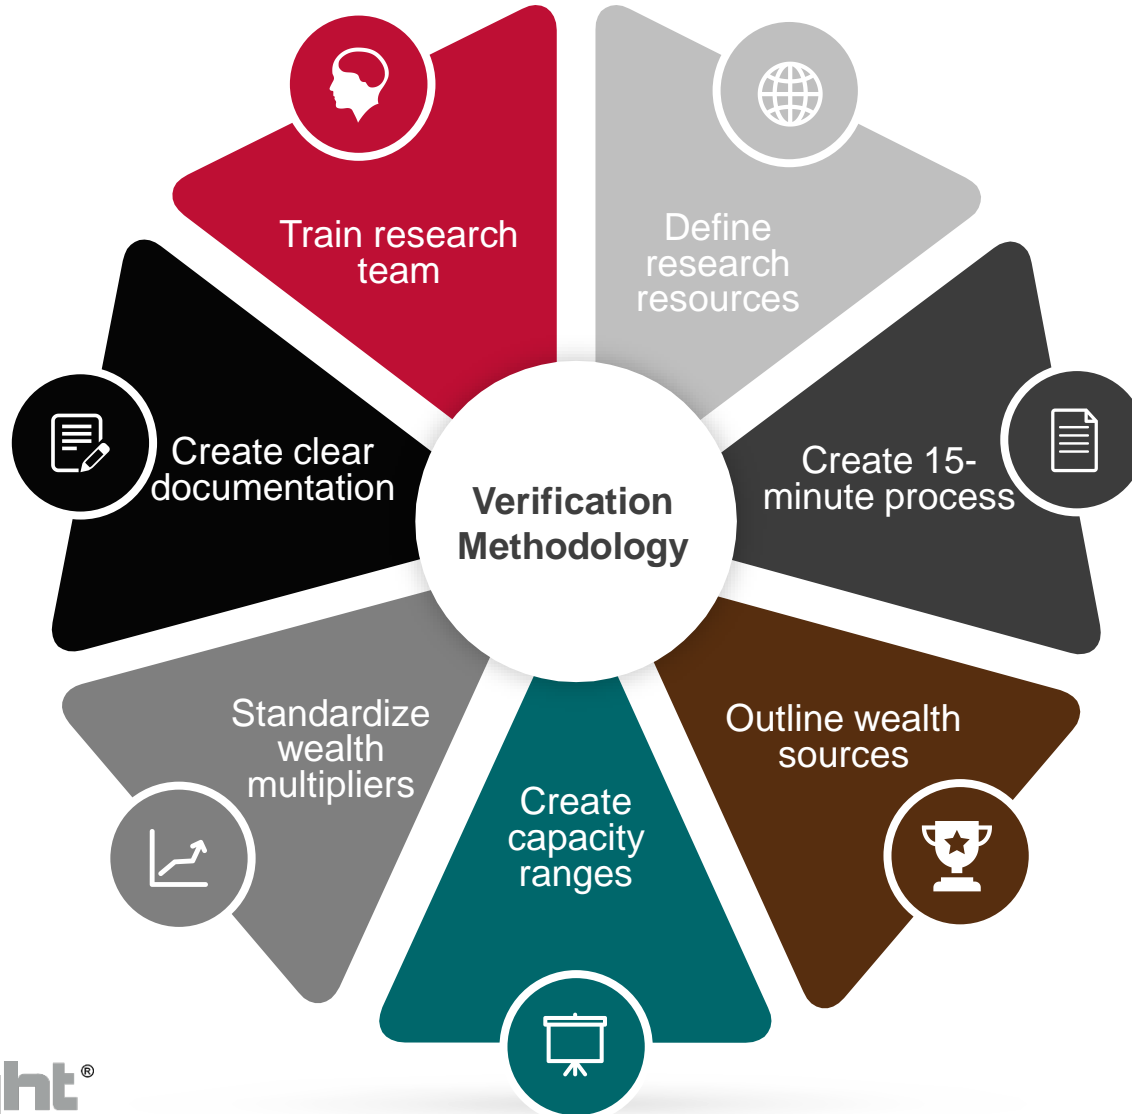 Train research
team
Define
research
resources
Create clear
documentation
Create 15-
minute process
Verification
Methodology
Standardize
wealth
multipliers
Outline wealth
sources
Create
capacity
ranges
ht®